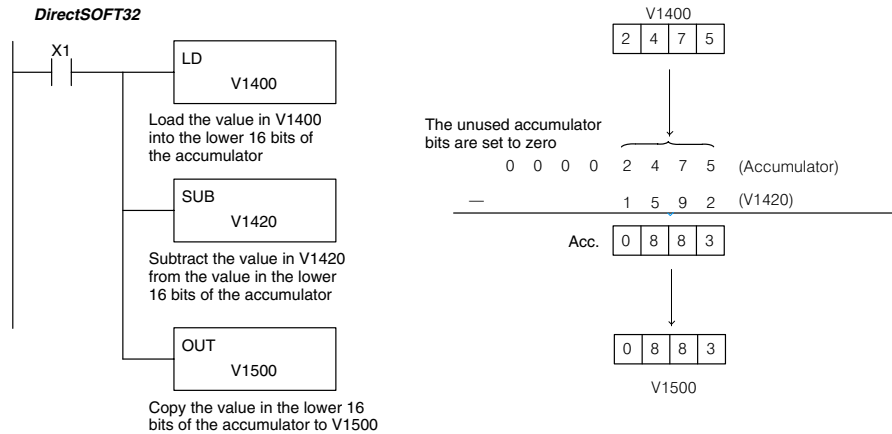 DirectSOFT32
X1
LD
V1400
Load the value in V1400
into the lower 16 bits of
the accumulator
SUB
V1420
Subtract the value in V1420
from the value in the lower
16 bits of the accumulator
OUT
V1500
Copy the value in the lower 16
bits of the accumulator to V1500
V1400
2 4 7 5
The unused accumulator
bits are set to zero
0 0 0 0 2 4 7 5 (Accumulator)
— 1 5 9 2 (V1420)
Acc. 0 8 8 3
0 8 8 3
V1500